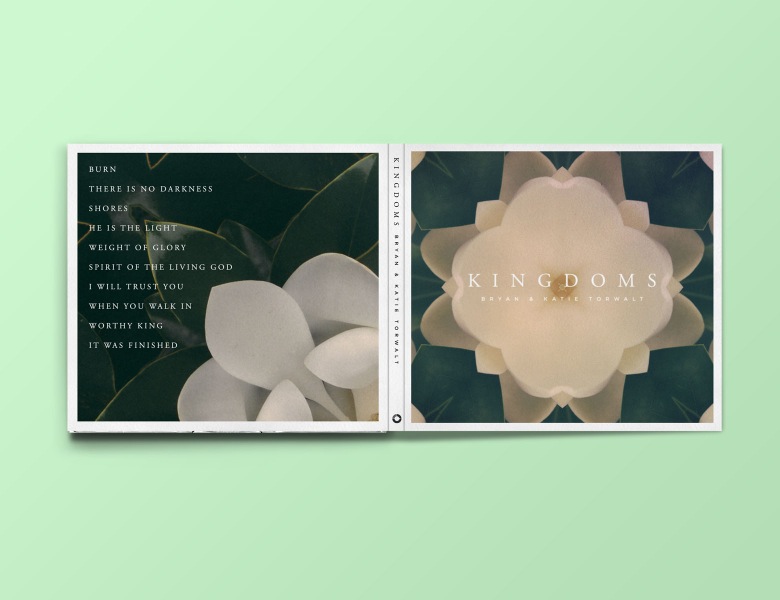 BURN
THERE IS NO DARKNESS
SHORES
HE IS THE LIGHT
WEIGHT OF GLORY
SPIRIT OF THE LIVING GOD
I WILL TRUST YOU
WHEN YOU WALK IN
WORTHY KING
IT WAS FINISHED
KINGDOMS BRYAN & KATIE TORWALT
KINGDOMS
BRYAN & KATIE TORWALT